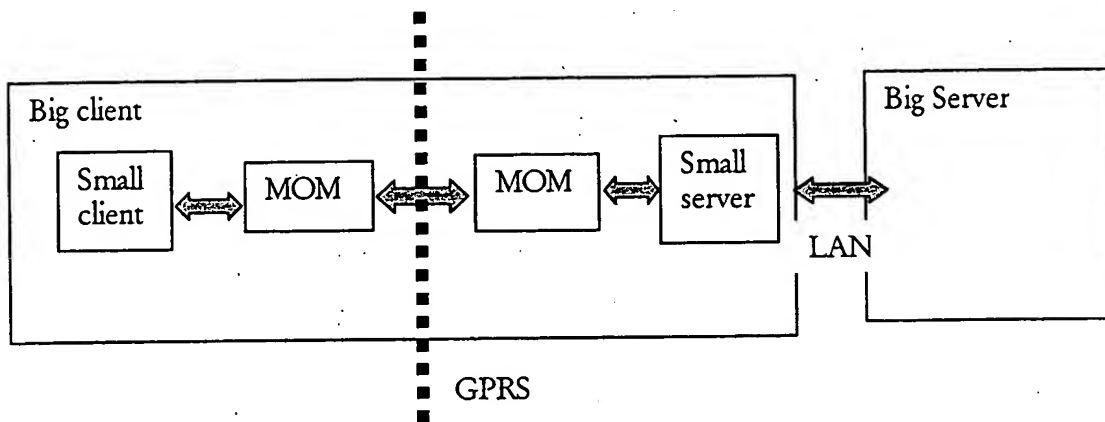 Big client
Small
client
MOM
MOM
Small
server
LAN
Big Server
GPRS